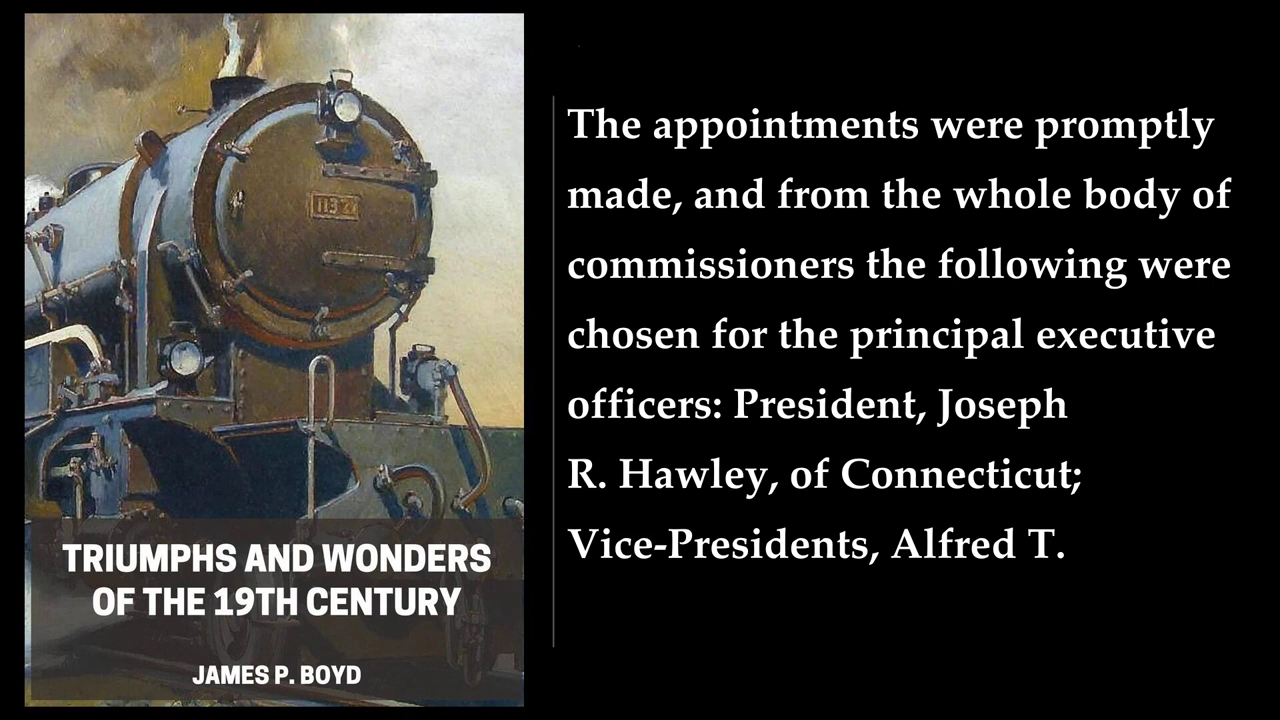 TRIUMPHS AND WONDERS
OF THE 19TH CENTURY
JAMES P. BOYD
The appointments were promptly
made, and from the whole body of
commissioners the following were
chosen for the principal executive
officers: President, Joseph
R. Hawley, of Connecticut;
Vice-Presidents, Alfred T.